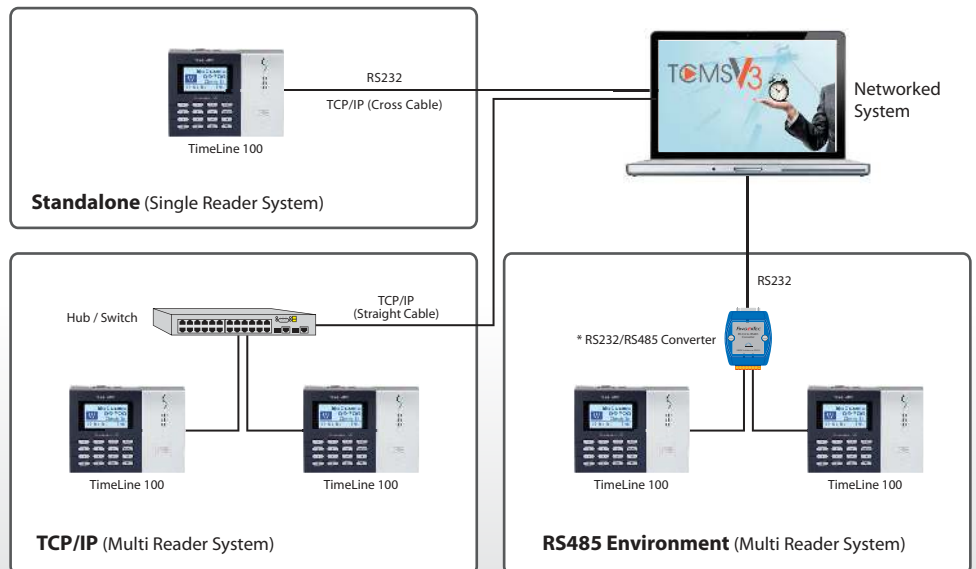 RS232
TCP/IP (Cross Cable)
TimeLine 100
Standalone (Single Reader System)
TCMSV3
Networked
System
Hub / Switch
TCP/IP
(Straight Cable)
TimeLine 100
TimeLine 100
TCP/IP (Multi Reader System)
RS232
FingerTec
* RS232/RS485 Converter
TimeLine 100
TimeLine 100
RS485 Environment (Multi Reader System)